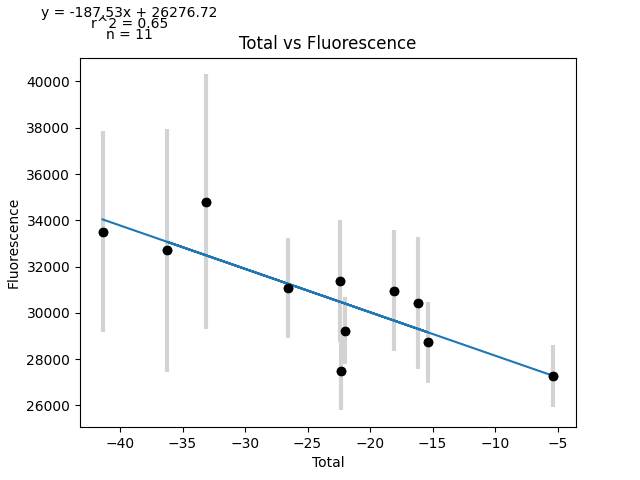 y = -187.53x + 26276.72
r^2 = 0.65
n = 11
Total vs Fluorescence
40000
38000
36000
34000
32000
30000
28000
26000
Fluorescence
−40
−35
−30
−25
−20
−15
−10
−5
Total